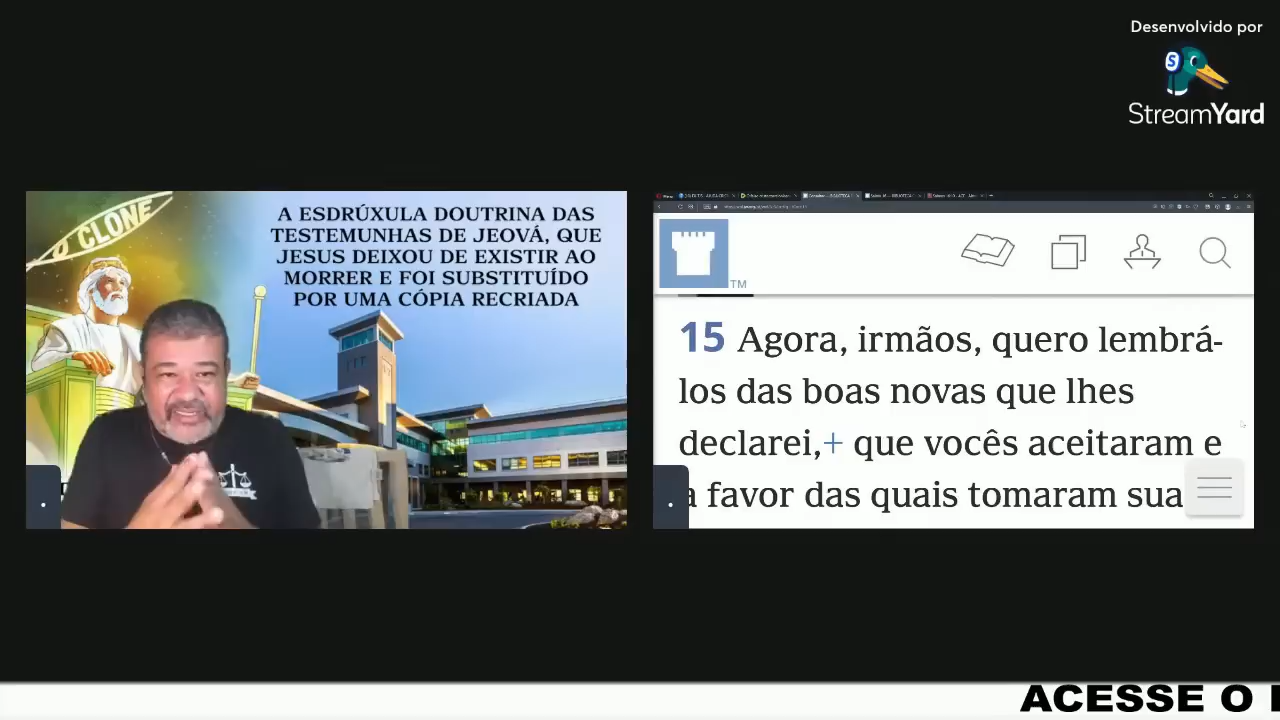 Desenvolvido por
StreamYard
O CLONE
A ESDRÚXULA DOUTRINA DAS
TESTEMUNHAS DE JEOVÁ, QUE
JESUS DEIXOU DE EXISTIR AO
MORRER E FOI SUBSTITUÍDO
POR UMA CÓPIA RECRIADA
TM
15 Agora, irmãos, quero lembrá-
los das boas novas que lhes
declarei,+ que vocês aceitaram e
a favor das quais tomaram sua
ACESSE O